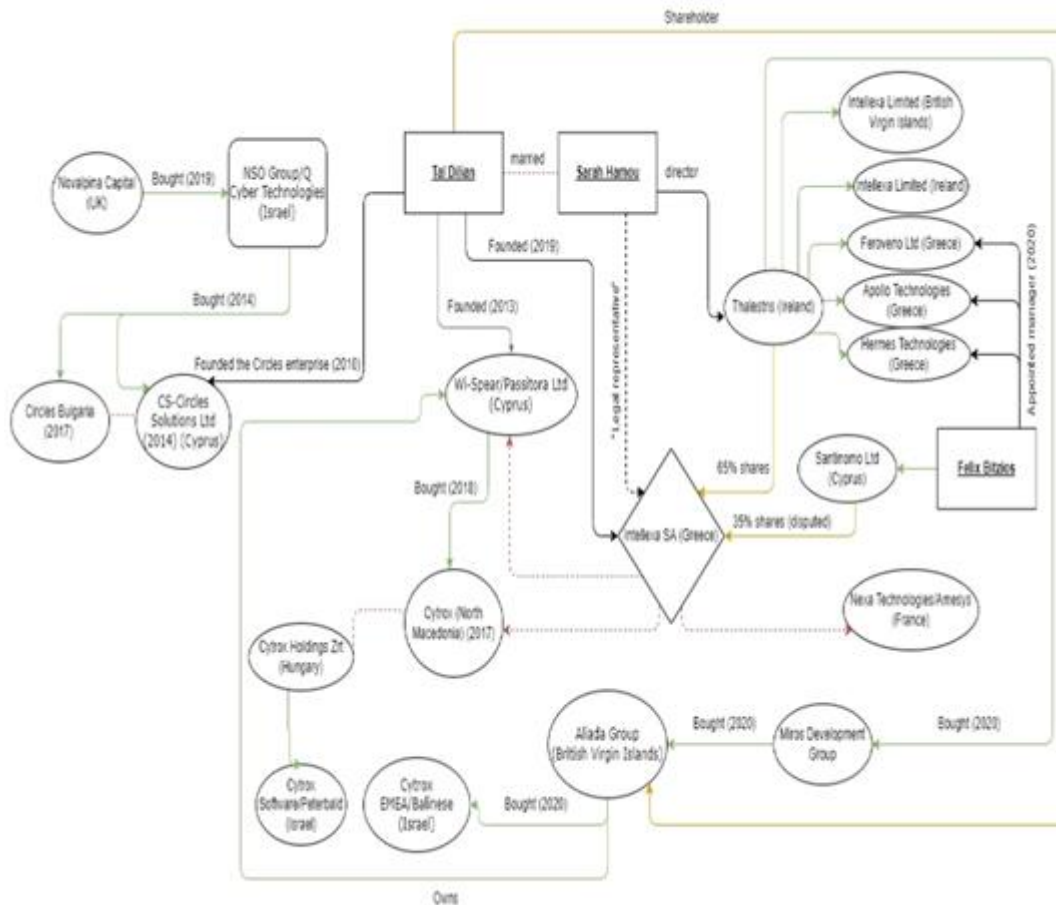 Shareholder
Intellexa Limited (British
Virgin Islands)
Tal Dilian
married
Sarah Hamou
director
Novalpina Capital
(UK)
Bought (2019)
NSO Group/Q
Cyber Technologies
(Israel)
Intellexa Limited (Ireland)
Founded (2019)
Feroveno Ltd (Greece)
Appointed manager (2020)
Bought (2014)
Founded (2013)
Thalestris (Ireland)
Apollo Technologies
(Greece)
Hermes Technologies
(Greece)
Founded the Circles enterprise (2010)
"Legal representative"
Wi-Spear/Passitora Ltd
(Cyprus)
Circles Bulgaria
(2017)
CS-Circles
Solutions Ltd
(2014) (Cyprus)
65% shares
Santinomo Ltd
(Cyprus)
Felix Bitzios
Bought (2018)
35% shares (disputed)
Intellexa SA (Greece)
Cytrox (North
Macedonia) (2017)
Nexa Technologies/Amesys
(France)
Cytrox Holdings Zrt
(Hungary)
Aliada Group
(British Virgin Islands)
Bought (2020)
Miros Development
Group
Bought (2020)
Cytrox
Software/Peterbald
(Israel)
Cytrox
EMEA/Balinese
(Israel)
Bought (2020)
Owns